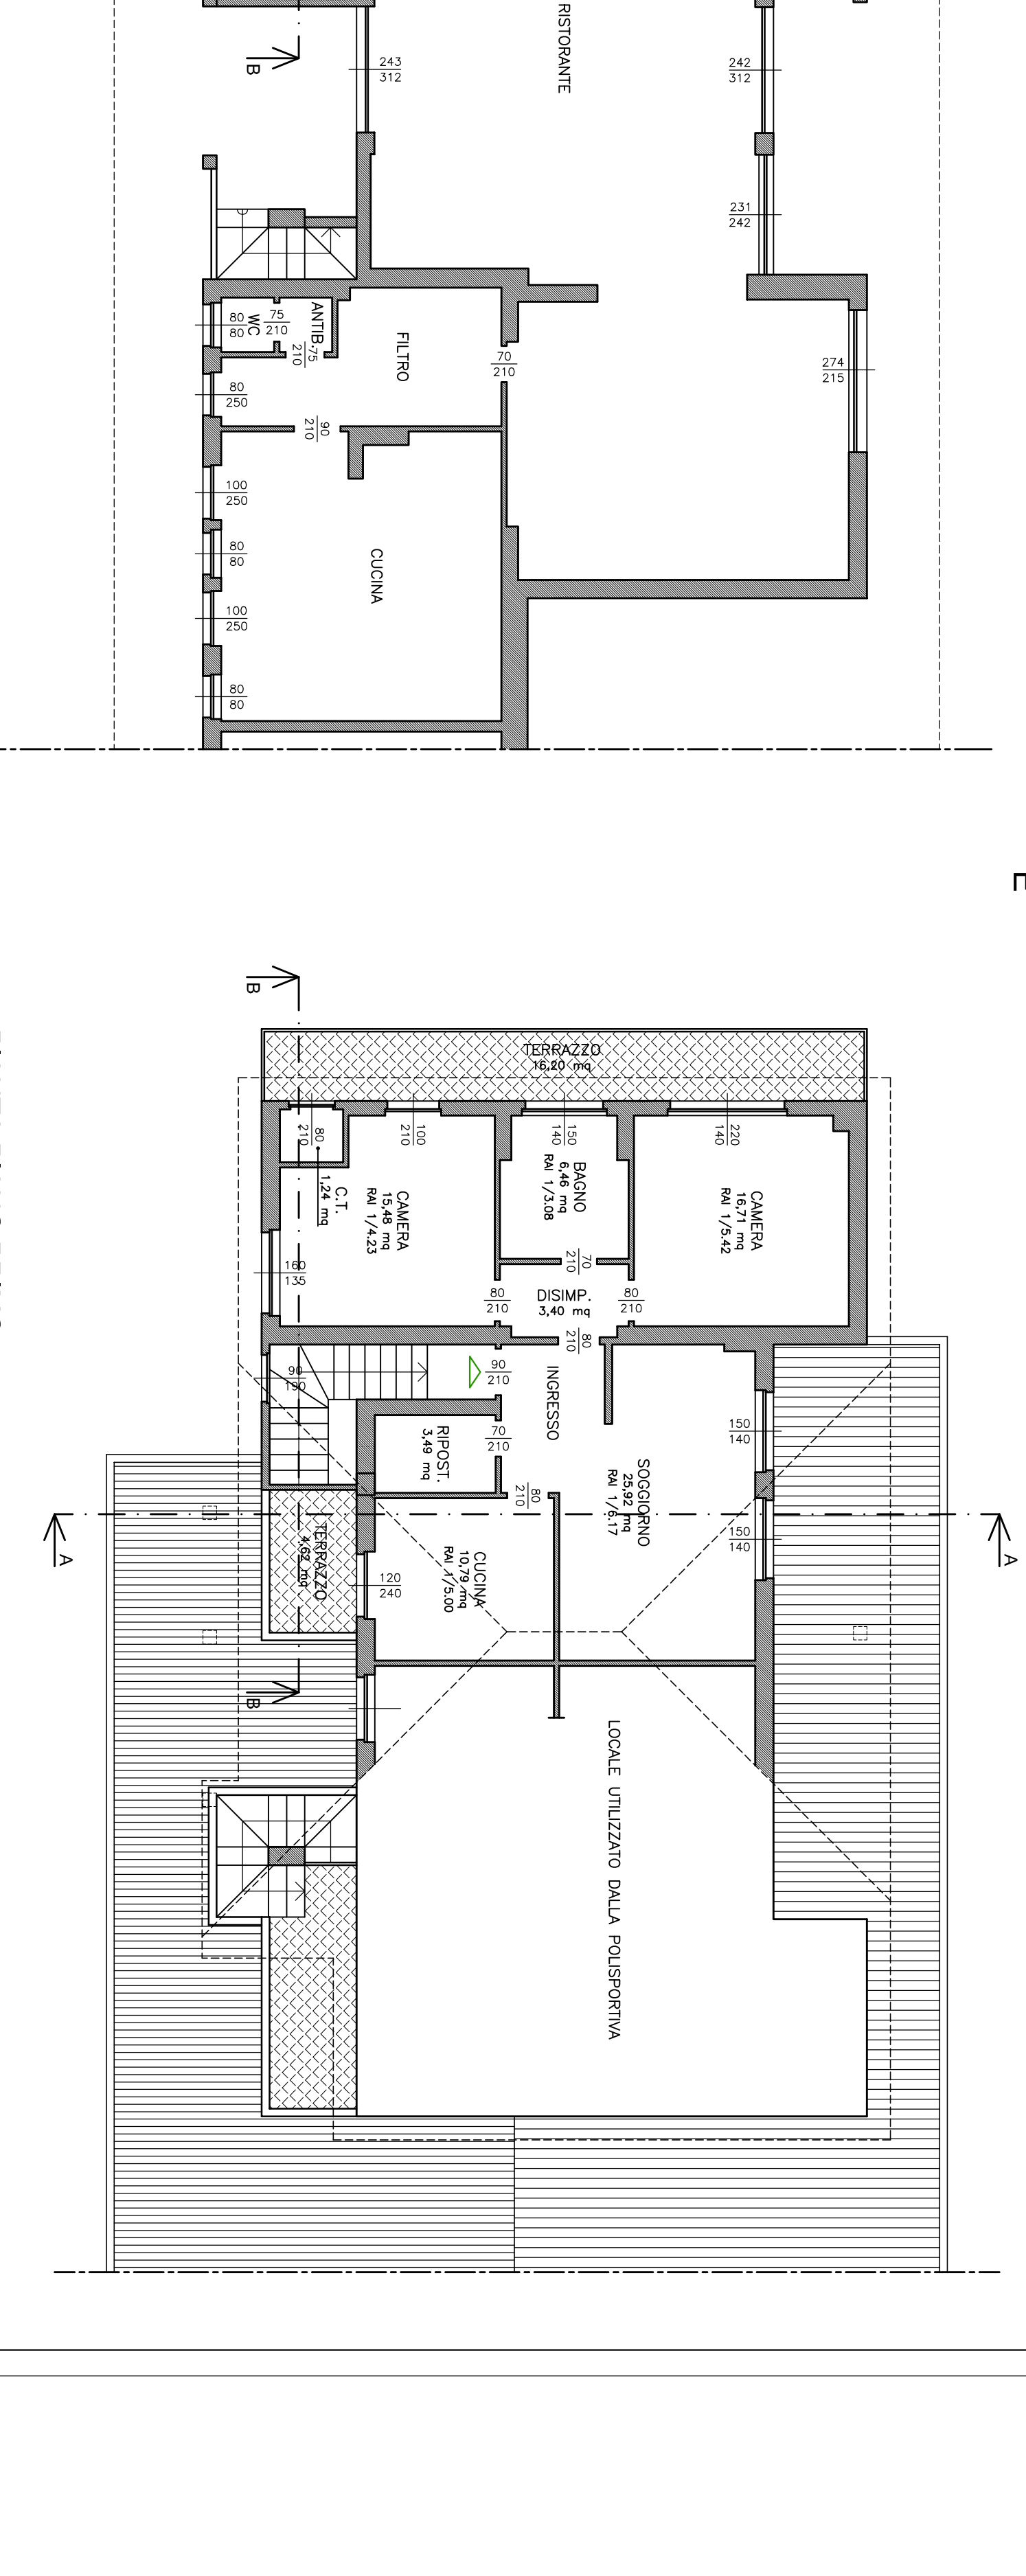 RISTORANTE
B
243
312
242
312
231
242
274
215
ANTIB.
WC
75
210
75
210
80
80
FILTRO
70
210
80
250
90
210
100
250
80
80
CUCINA
100
250
80
80
B
TERRAZZO
16,20 mq
80
210
100
210
150
140
220
140
C.T.
1,24 mq
CAMERA
15,48 mq
RAI 1/4.23
BAGNO
6,46 mq
RAI 1/3.08
CAMERA
16,71 mq
RAI 1/5.42
160
135
70
210
80
210
DISIMP.
3,40 mq
80
210
80
210
90
190
90
210
INGRESSO
RIPOST.
3,49 mq
70
210
150
140
SOGGIORNO
25,92 mq
RAI 1/6.17
80
210
A
A
150
140
TERRAZZO
4,62 mq
120
240
CUCINA
10,79 mq
RAI 1/5.00
B
LOCALE UTILIZZATO DALLA POLISPORTIVA